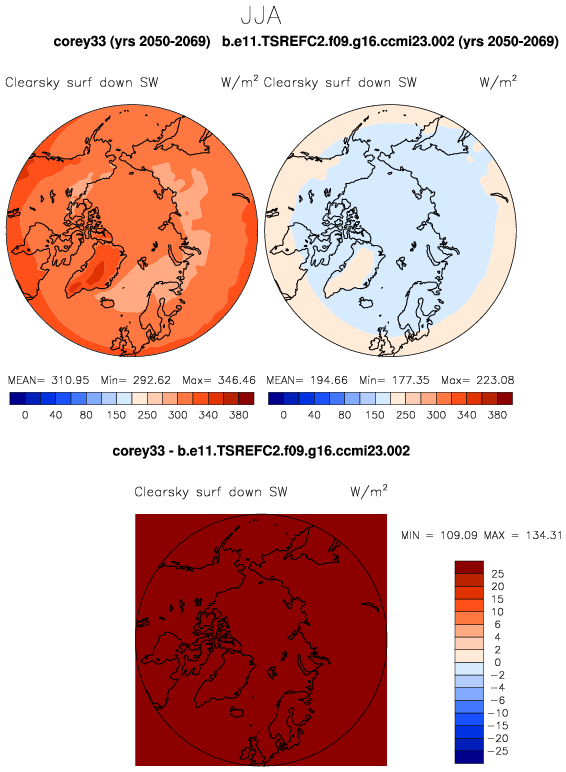 JJA
corey33 (yrs 2050-2069) b.e11.TSREFC2.f09.g16.ccmi23.002 (yrs 2050-2069)
Clearsky surf down SW W/m² Clearsky surf down SW W/m²
MEAN= 310.95 Min= 292.62 Max= 346.46 MEAN= 194.66 Min= 177.35 Max= 223.08
0 40 80 150 250 300 340 380 0 40 80 150 250 300 340 380
corey33 - b.e11.TSREFC2.f09.g16.ccmi23.002
Clearsky surf down SW W/m²
MIN = 109.09 MAX = 134.31
25
20
15
10
6
4
2
0
-2
-4
-6
-10
-15
-20
-25